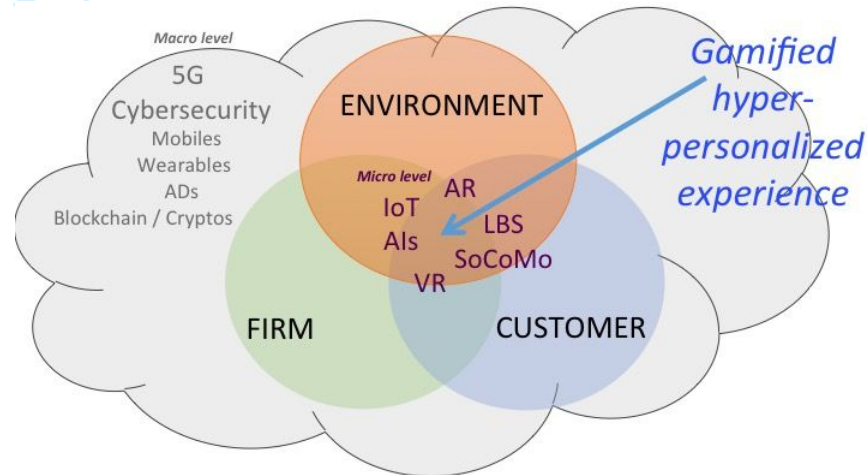 Macro level
5G
Cybersecurity
Mobiles
Wearables
ADs
Blockchain / Cryptos
ENVIRONMENT
Gamified
hyper-
personalized
experience
Micro level
AR
IoT
LBS
AIs
SoCoMo
VR
FIRM
CUSTOMER